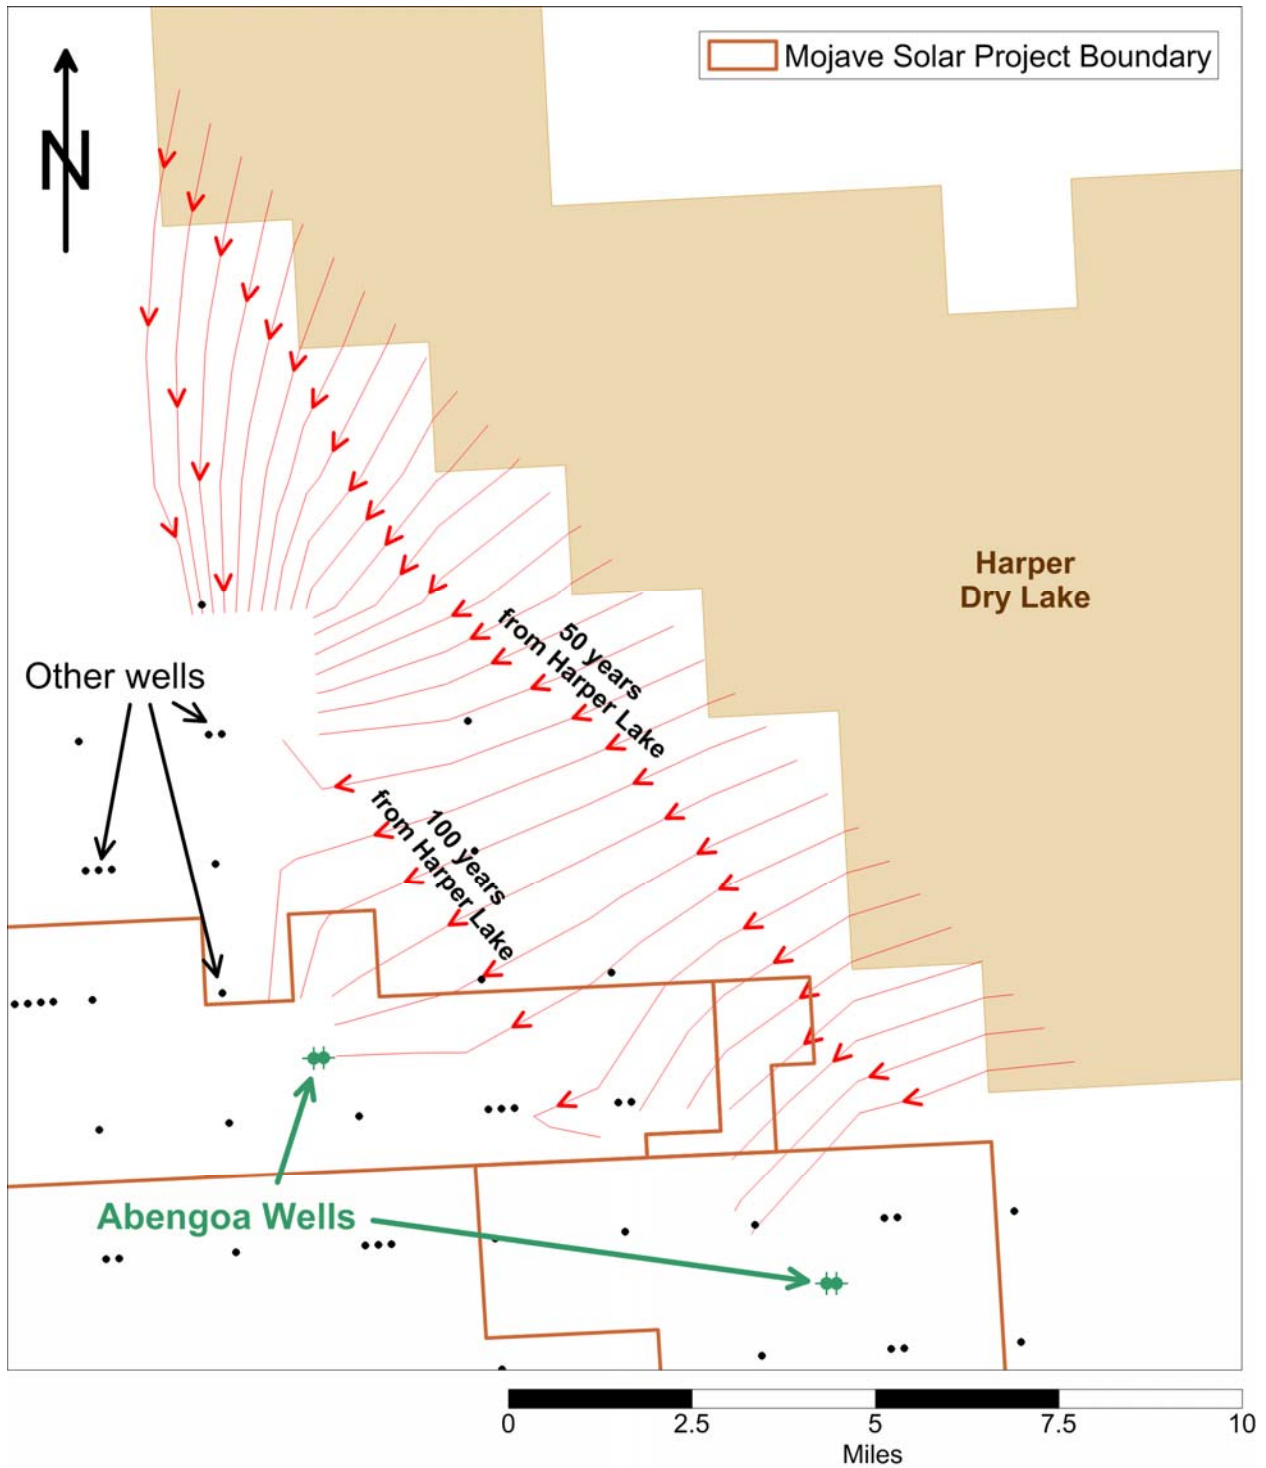 Mojave Solar Project Boundary
N
Harper
Dry Lake
50 years
from Harper Lake
Other wells
100 years
from Harper Lake
Abengoa Wells
0 2.5 5 7.5 10
Miles